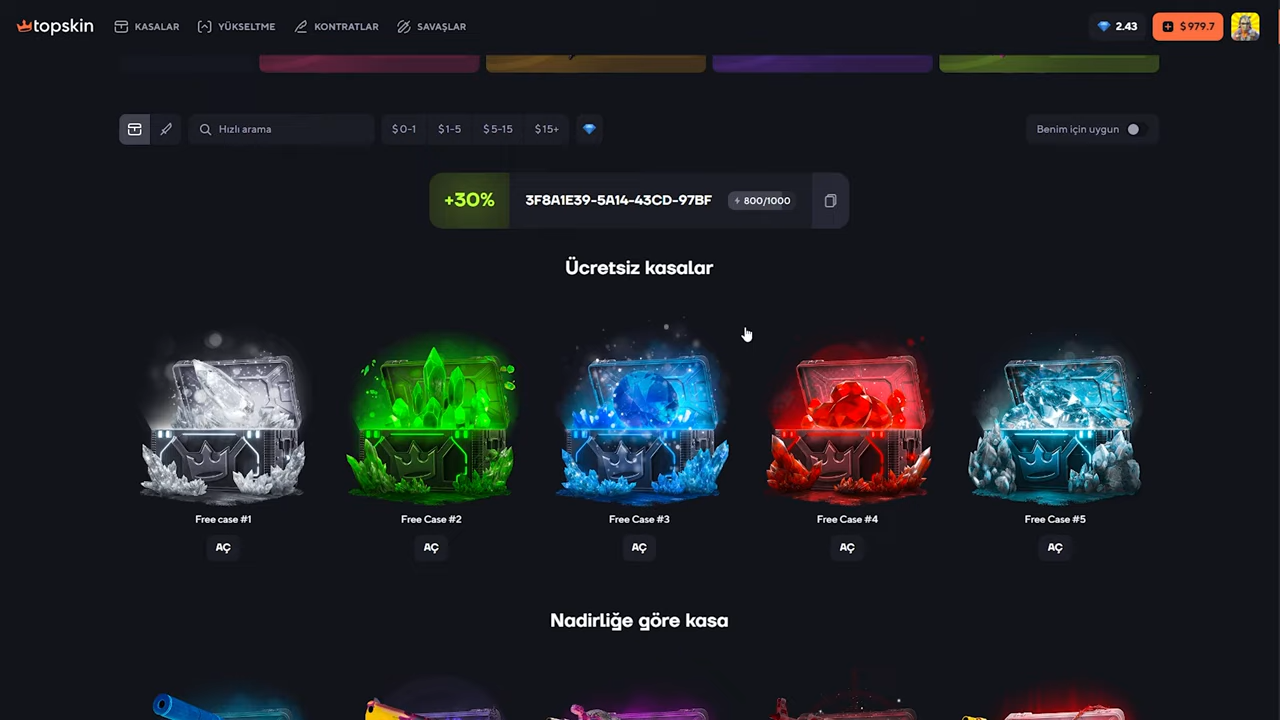 topskin KASALAR YÜKSELTME KONTRATLAR SAVAŞLAR 2.43 $979.7
Hızlı arama $0-1 $1-5 $5-15 $15+ Benim için uygun
+30% 3F8A1E39-5A14-43CD-97BF 800/1000
Ücretsiz kasalar
Free case #1 Free Case #2 Free Case #3 Free Case #4 Free Case #5
AÇ AÇ AÇ AÇ AÇ
Nadirliğe göre kasa